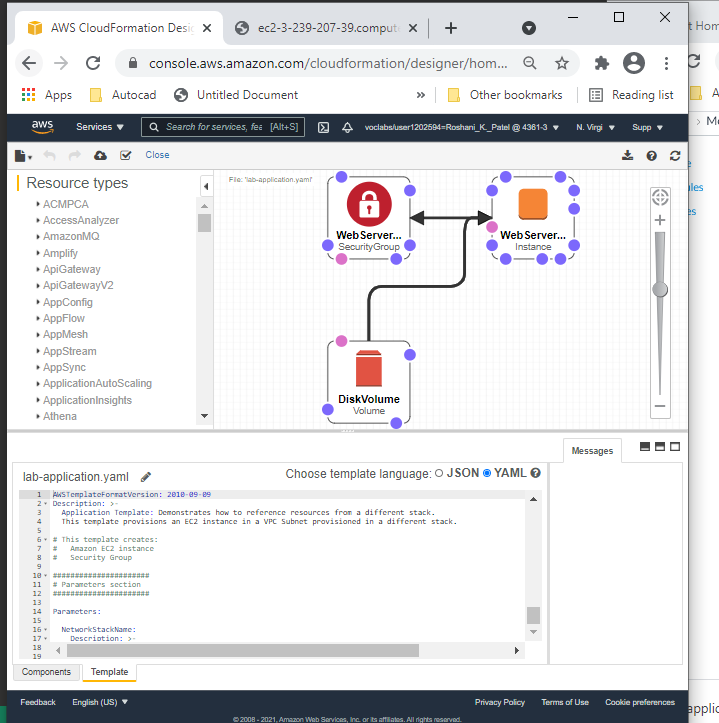 AWS CloudFormation Desi
ec2-3-239-207-39.compute
console.aws.amazon.com/cloudformation/designer/hom...
Apps
Autocad
Untitled Document
»
Other bookmarks
Reading list
aws
Services
Search for services, fea
[Alt+S]
voclabs/user1202594=Roshani_K._Patel @ 4361-3
N. Virgi
Supp
Close
Resource types
ACMPCA
AccessAnalyzer
AmazonMQ
Amplify
ApiGateway
ApiGatewayV2
AppConfig
AppFlow
AppMesh
AppStream
AppSync
ApplicationAutoScaling
ApplicationInsights
Athena
File: 'lab-application.yaml'
WebServer...
SecurityGroup
WebServer...
Instance
DiskVolume
Volume
Messages
lab-application.yaml
Choose template language: JSON YAML
1 AWSTemplateFormatVersion: 2010-09-09
2 Description: >-
3 Application Template: Demonstrates how to reference resources from a different stack.
4 This template provisions an EC2 instance in a VPC Subnet provisioned in a different stack.
5
6 # This template creates:
7 # Amazon EC2 instance
8 # Security Group
9
10 ######################
11 # Parameters section
12 ######################
13
14 Parameters:
15
16 NetworkStackName:
17 Description: >-
18
19
Components
Template
Feedback
English (US)
Privacy Policy
Terms of Use
Cookie preferences
© 2008 - 2021, Amazon Web Services, Inc. or its affiliates. All rights reserved.